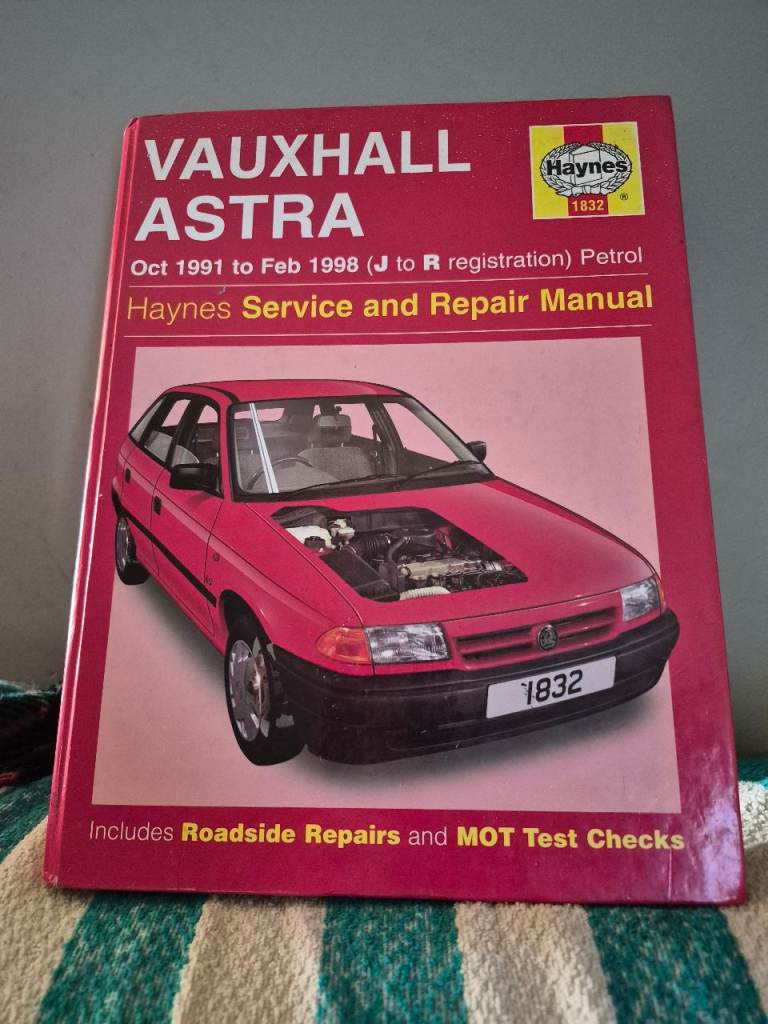 VAUXHALL
ASTRA
Haynes
1832
®
Oct 1991 to Feb 1998 (J to R registration) Petrol
Haynes Service and Repair Manual
1832
Includes Roadside Repairs and MOT Test Checks